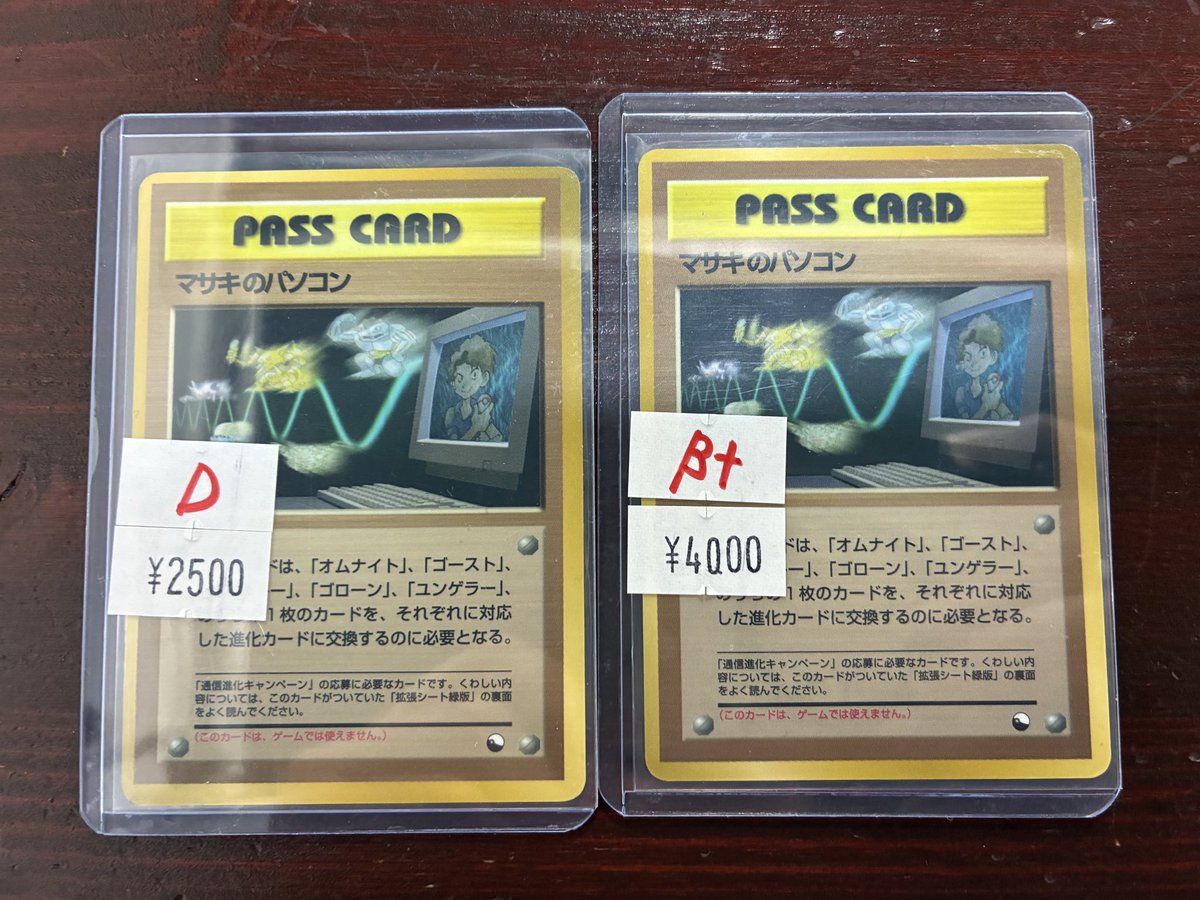 PASS CARD
マサキのパソコン
D
¥2500
ドは、「オムナイト」、「ゴースト」、
ー」、「ゴローン」、「ユンゲラー」、
1枚のカードを、それぞれに対応
した進化カードに交換するのに必要となる。
「通信進化キャンペーン」の応募に必要なカードです。くわしい内
容については、このカードがついていた「拡張シート緑版」の裏面
をよく読んでください。
(このカードは、ゲームでは使えません。)
PASS CARD
マサキのパソコン
β+
¥4000
ドは、「オムナイト」、「ゴースト」、
ー」、「ゴローン」、「ユンゲラー」、
1枚のカードを、それぞれに対応
した進化カードに交換するのに必要となる。
「通信進化キャンペーン」の応募に必要なカードです。くわしい内
容については、このカードがついていた「拡張シート緑版」の裏面
をよく読んでください。
(このカードは、ゲームでは使えません。)